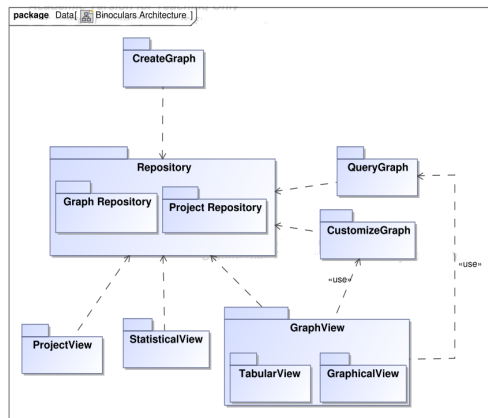 package Data[ Binoculars Architecture ]
CreateGraph
Repository
Graph Repository
Project Repository
QueryGraph
CustomizeGraph
«use»
«use»
ProjectView
StatisticalView
GraphView
TabularView
GraphicalView